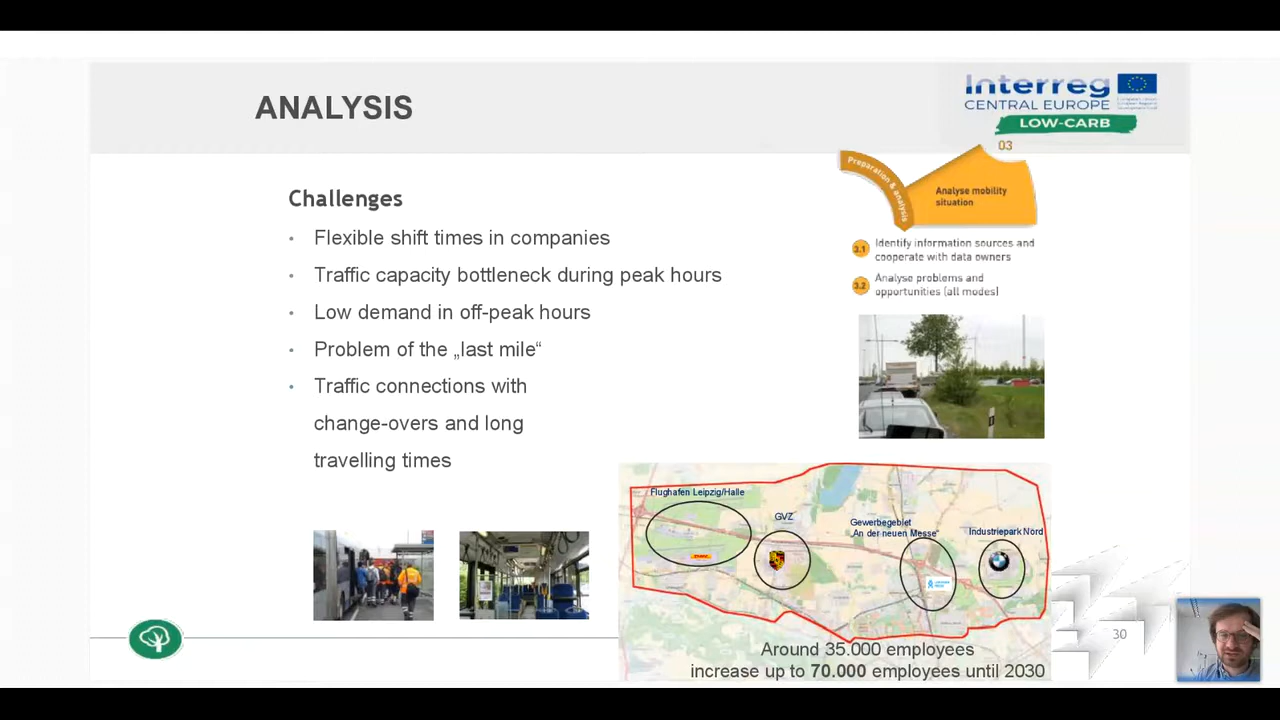 ANALYSIS
Interreg
CENTRAL EUROPE
LOW-CARB
03
Preparation & analysis
Analyse mobility
situation
Challenges
• Flexible shift times in companies
• Traffic capacity bottleneck during peak hours
• Low demand in off-peak hours
• Problem of the „last mile“
• Traffic connections with
change-overs and long
travelling times
3.1 Identify information sources and
cooperate with data owners
3.2 Analyse problems and
opportunities (all modes)
Flughafen Leipzig/Halle
GVZ
Gewerbegebiet
„An der neuen Messe“
Industriepark Nord
Around 35.000 employees
increase up to 70.000 employees until 2030
30